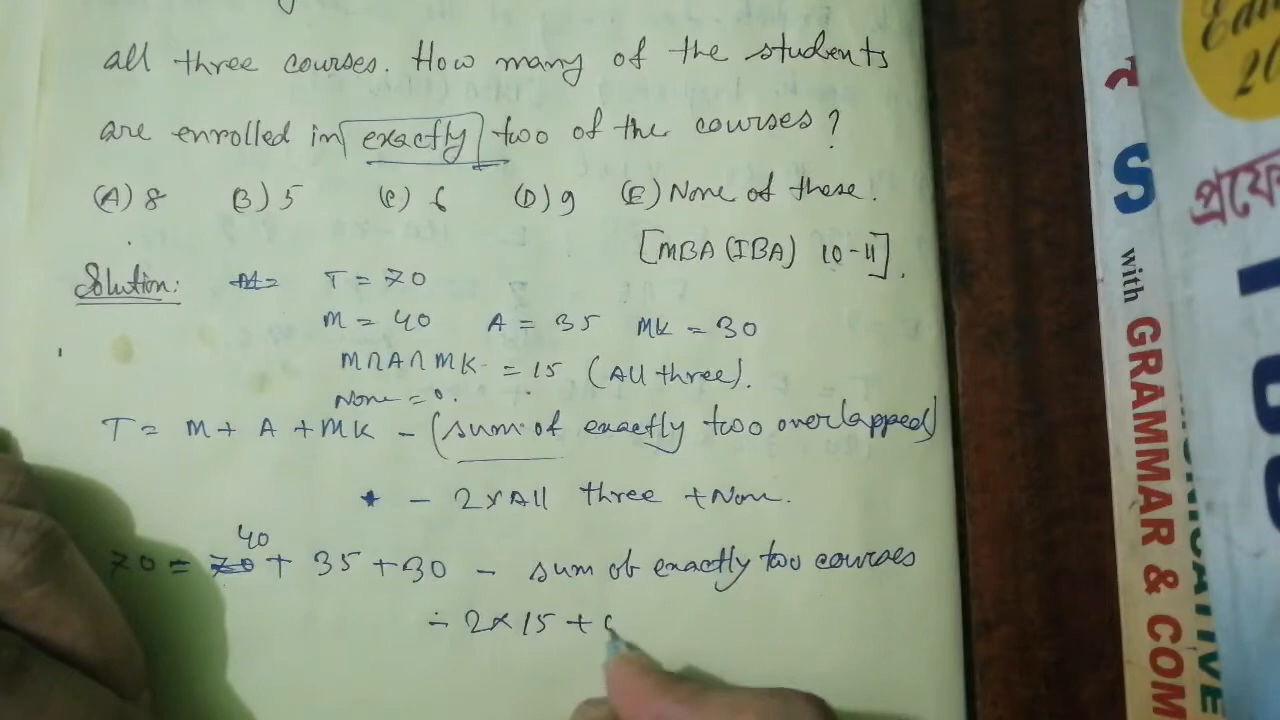 all three courses. How many of the students
are enrolled in exactly two of the courses?
(A) 8 (B) 5 (C) 6 (D) 9 (E) None of these.
[MBA (IBA) 10-11].
Solution: T = 70
M = 40 A = 35 MK = 30
M∩A∩MK = 15 (All three).
None = 0.
T = M + A + MK - (sum of exactly two overlapped)
- 2×All three + None.
40
70 = 70 + 35 + 30 - sum of exactly two courses
- 2×15 + 0
S with GRAMMAR & COM
প্রফে